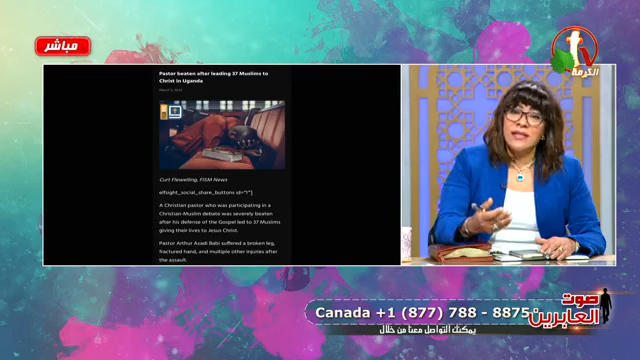 مباشر
tv
الكرمة
Pastor beaten after leading 37 Muslims to
Christ in Uganda
Curt Flewelling, FISM News
elfsight_social_share_buttons id="1"]
A Christian pastor who was participating in a
Christian-Muslim debate was severely beaten
after his defense of the Gospel led to 37 Muslims
giving their lives to Jesus Christ.
Pastor Arthur Asadi Babi suffered a broken leg,
fractured hand, and multiple other injuries after
the assault.
Canada +1 (877) 788 - 8875
يمكنك التواصل معنا من خلال
صوت
العابرين